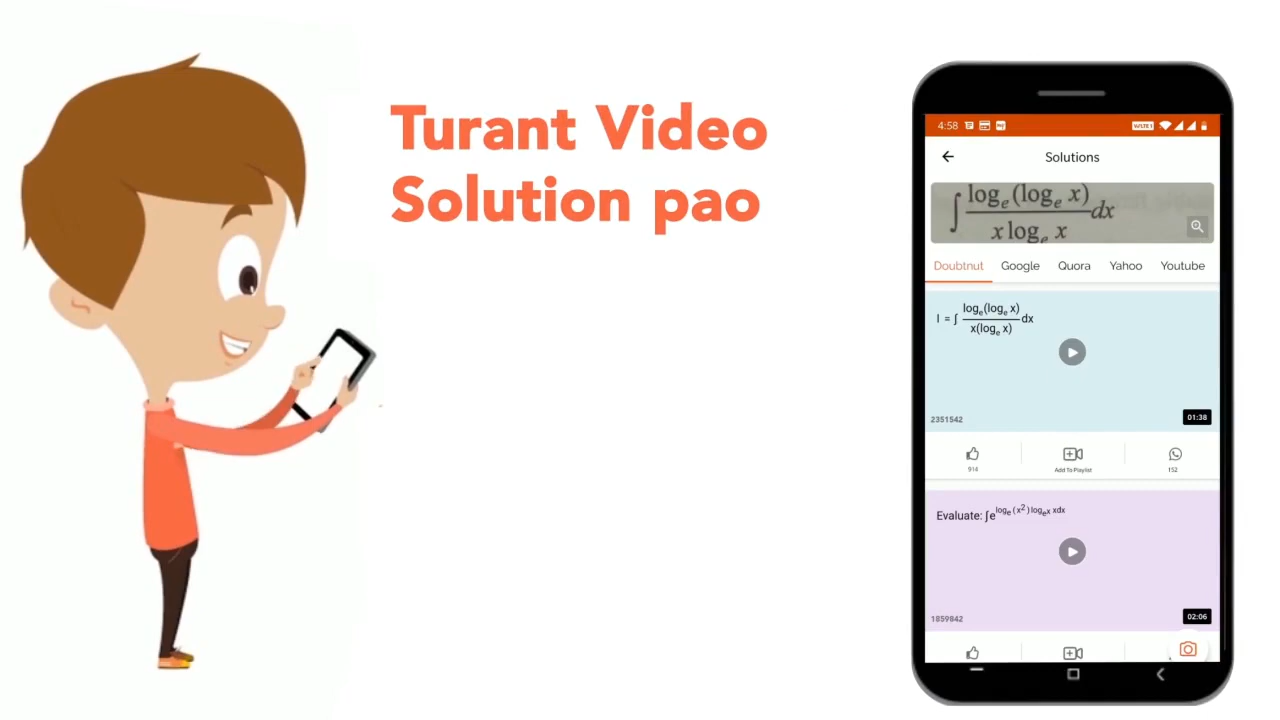 Turant Video
Solution pao
4:58
VoLTE1
Solutions
∫ logₑ(logₑ x) / x logₑ x dx
Doubtnut Google Quora Yahoo Youtube
I = ∫ logₑ(logₑ x) / x(logₑ x) dx
2351542 01:38
914 Add To Playlist 152
Evaluate: ∫e^logₑ(x²)logₑx xdx
1859842 02:06